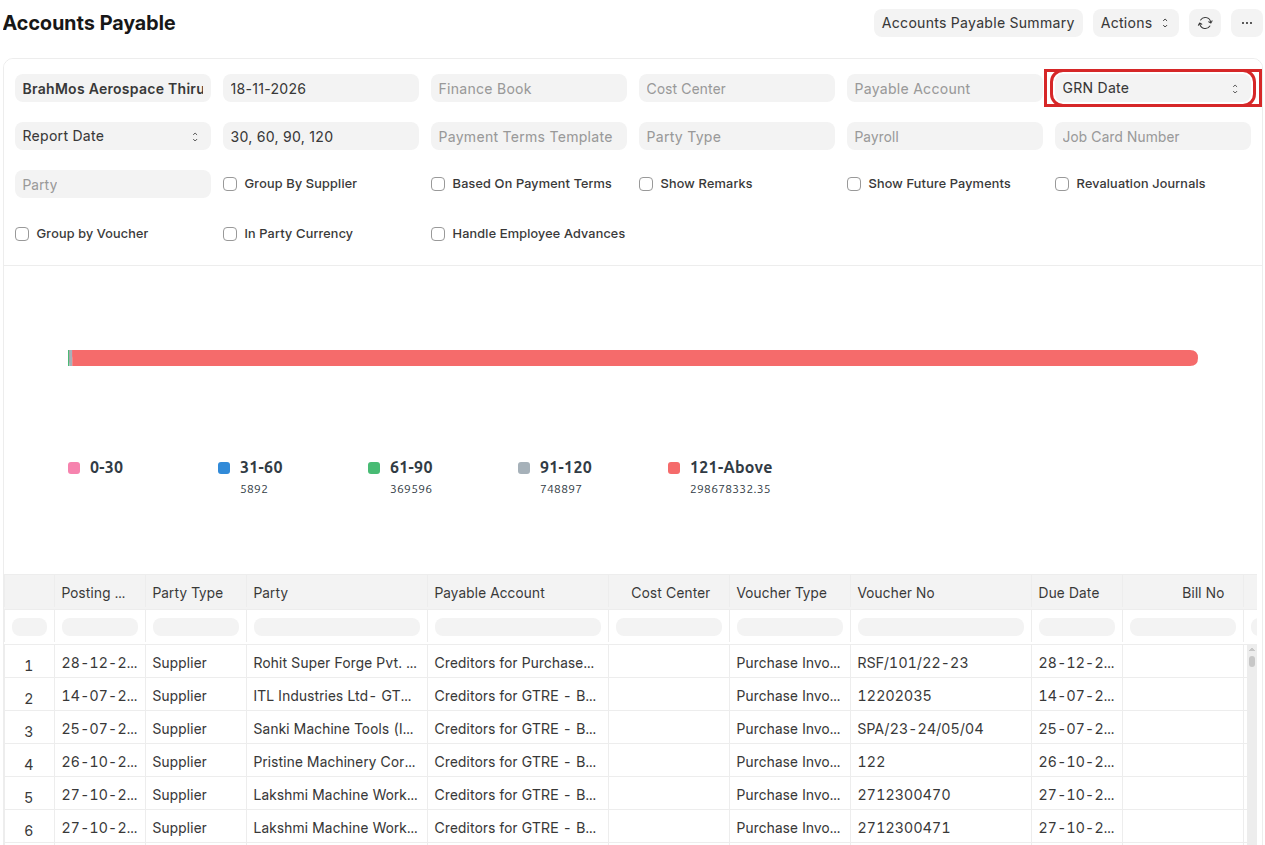 Accounts Payable
Accounts Payable Summary Actions
BrahMos Aerospace Thiru 18-11-2026 Finance Book Cost Center Payable Account GRN Date
Report Date 30, 60, 90, 120 Payment Terms Template Party Type Payroll Job Card Number
Party Group By Supplier Based On Payment Terms Show Remarks Show Future Payments Revaluation Journals
Group by Voucher In Party Currency Handle Employee Advances
0-30 31-60 61-90 91-120 121-Above
5892 369596 748897 298678332.35
Posting ... Party Type Party Payable Account Cost Center Voucher Type Voucher No Due Date Bill No
1 28-12-2... Supplier Rohit Super Forge Pvt. ... Creditors for Purchase... Purchase Invo... RSF/101/22-23 28-12-2...
2 14-07-2... Supplier ITL Industries Ltd- GT... Creditors for GTRE - B... Purchase Invo... 12202035 14-07-2...
3 25-07-2... Supplier Sanki Machine Tools (I... Creditors for GTRE - B... Purchase Invo... SPA/23-24/05/04 25-07-2...
4 26-10-2... Supplier Pristine Machinery Cor... Creditors for GTRE - B... Purchase Invo... 122 26-10-2...
5 27-10-2... Supplier Lakshmi Machine Work... Creditors for GTRE - B... Purchase Invo... 2712300470 27-10-2...
6 27-10-2... Supplier Lakshmi Machine Work... Creditors for GTRE - B... Purchase Invo... 2712300471 27-10-2...